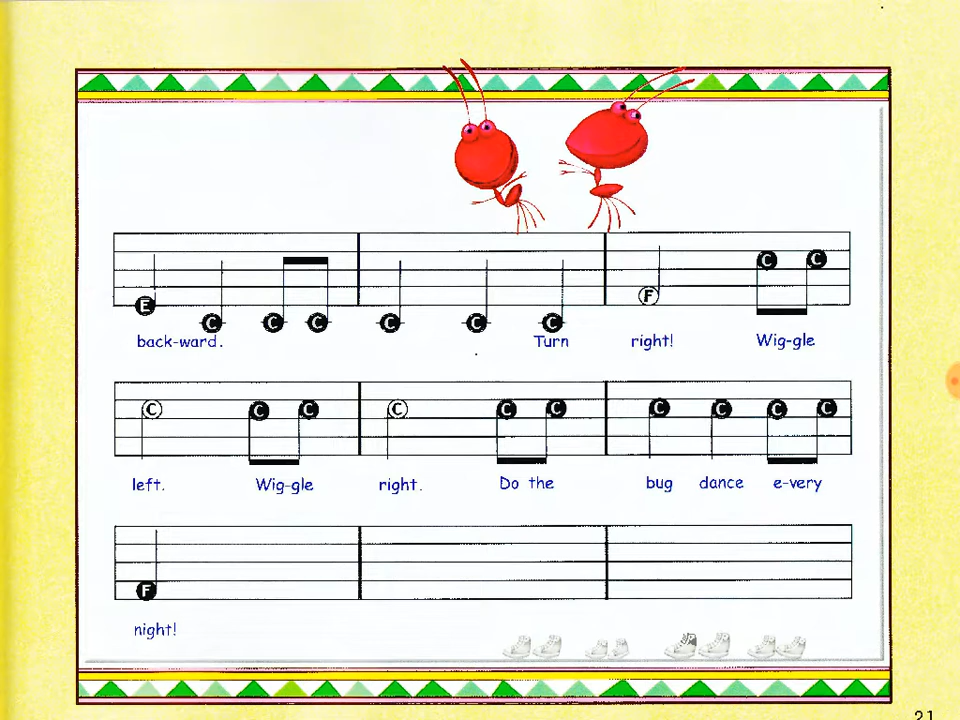 E C C C C C C F C C
back-ward. Turn right! Wig-gle
C C C C C C C C C C
left. Wig-gle right. Do the bug dance e-very
F
night!
21